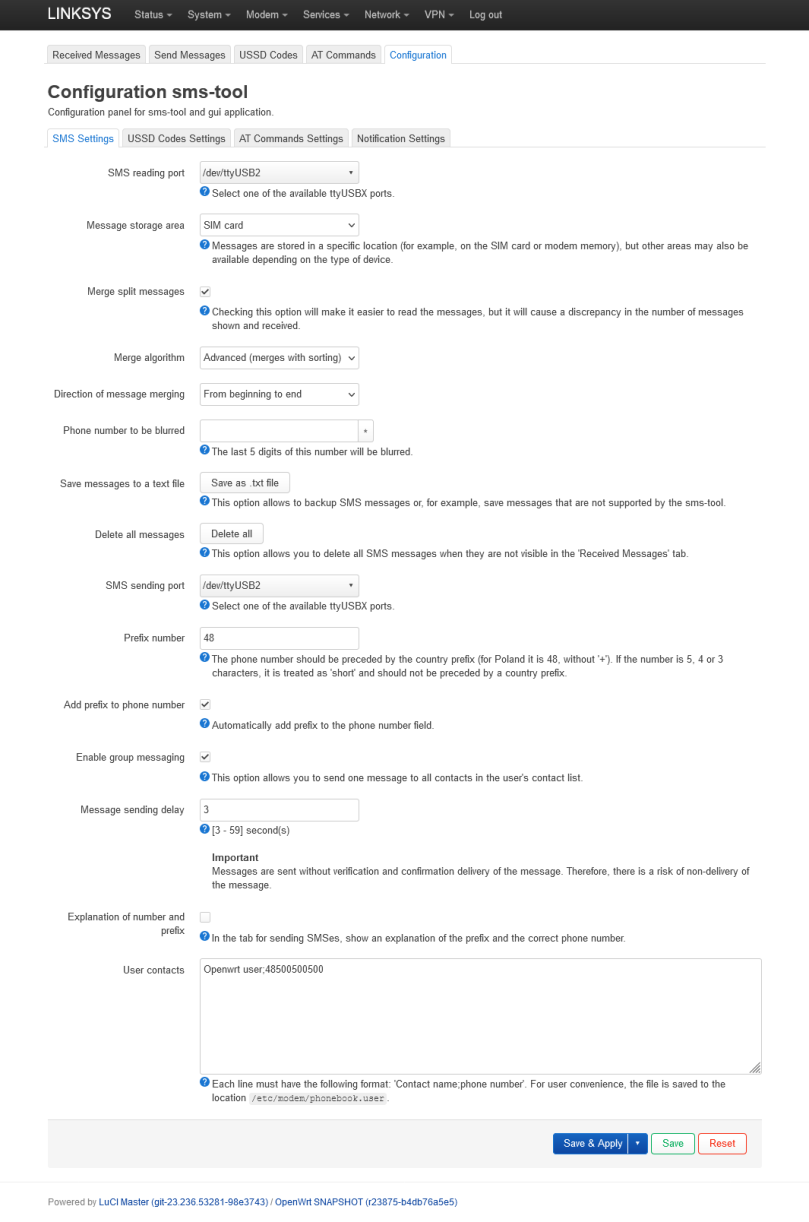 LINKSYS Status System Modem Services Network VPN Log out
Received Messages Send Messages USSD Codes AT Commands Configuration
Configuration sms-tool
Configuration panel for sms-tool and gui application.
SMS Settings USSD Codes Settings AT Commands Settings Notification Settings
SMS reading port /dev/ttyUSB2
Select one of the available ttyUSBX ports.
Message storage area SIM card
Messages are stored in a specific location (for example, on the SIM card or modem memory), but other areas may also be
available depending on the type of device.
Merge split messages
Checking this option will make it easier to read the messages, but it will cause a discrepancy in the number of messages
shown and received.
Merge algorithm Advanced (merges with sorting)
Direction of message merging From beginning to end
Phone number to be blurred *
The last 5 digits of this number will be blurred.
Save messages to a text file Save as .txt file
This option allows to backup SMS messages or, for example, save messages that are not supported by the sms-tool.
Delete all messages Delete all
This option allows you to delete all SMS messages when they are not visible in the 'Received Messages' tab.
SMS sending port /dev/ttyUSB2
Select one of the available ttyUSBX ports.
Prefix number 48
The phone number should be preceded by the country prefix (for Poland it is 48, without '+'). If the number is 5, 4 or 3
characters, it is treated as 'short' and should not be preceded by a country prefix.
Add prefix to phone number
Automatically add prefix to the phone number field.
Enable group messaging
This option allows you to send one message to all contacts in the user's contact list.
Message sending delay 3
[3 - 59] second(s)
Important
Messages are sent without verification and confirmation delivery of the message. Therefore, there is a risk of non-delivery of
the message.
Explanation of number and
prefix
In the tab for sending SMSes, show an explanation of the prefix and the correct phone number.
User contacts Openwrt user;48500500500
Each line must have the following format: 'Contact name;phone number'. For user convenience, the file is saved to the
location /etc/modem/phonebook.user.
Save & Apply Save Reset
Powered by LuCI Master (git-23.236.53281-98e3743) / OpenWrt SNAPSHOT (r23875-b4db76a5e5)